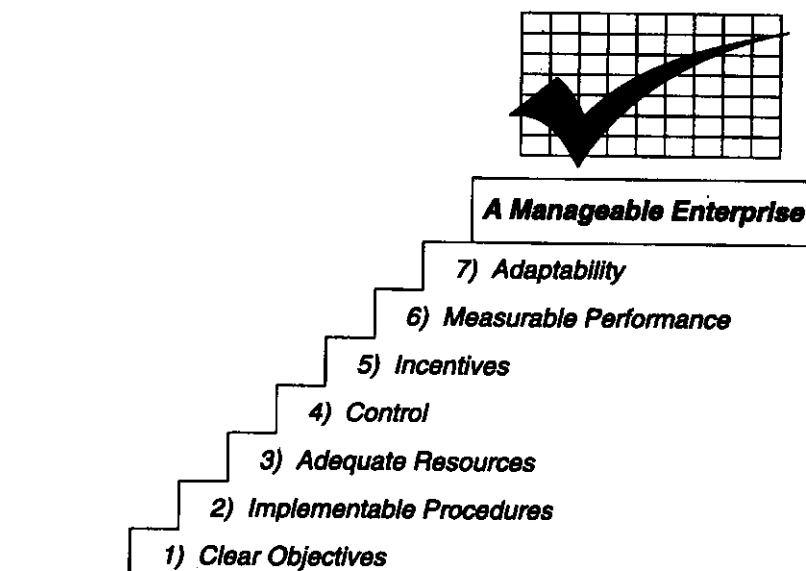 A Manageable Enterprise
7) Adaptability
6) Measurable Performance
5) Incentives
4) Control
3) Adequate Resources
2) Implementable Procedures
1) Clear Objectives